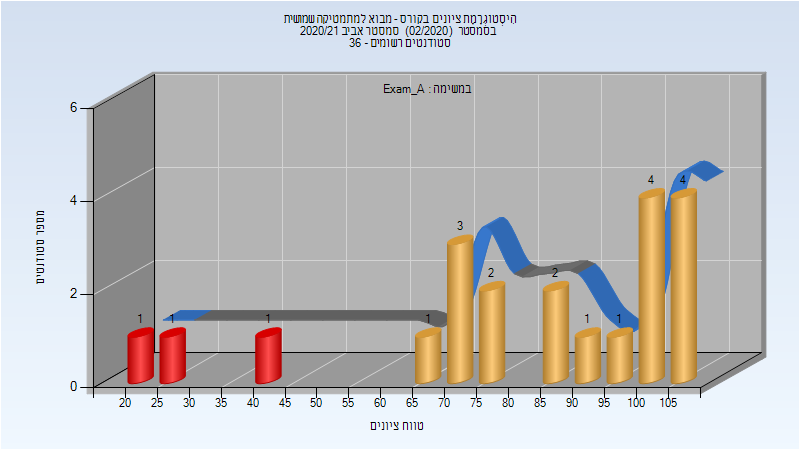 היסטוגרמת ציונים בקורס - מבוא למתמטיקה שמושית
בסמסטר (02/2020) סמסטר אביב 2020/21
סטודנטים רשומים - 36
במשימה : Exam_A
מספר סטודנטים
6
4
2
0
1
1
1
1
3
2
2
1
1
4
4
20 25 30 35 40 45 50 55 60 65 70 75 80 85 90 95 100 105
טווח ציונים